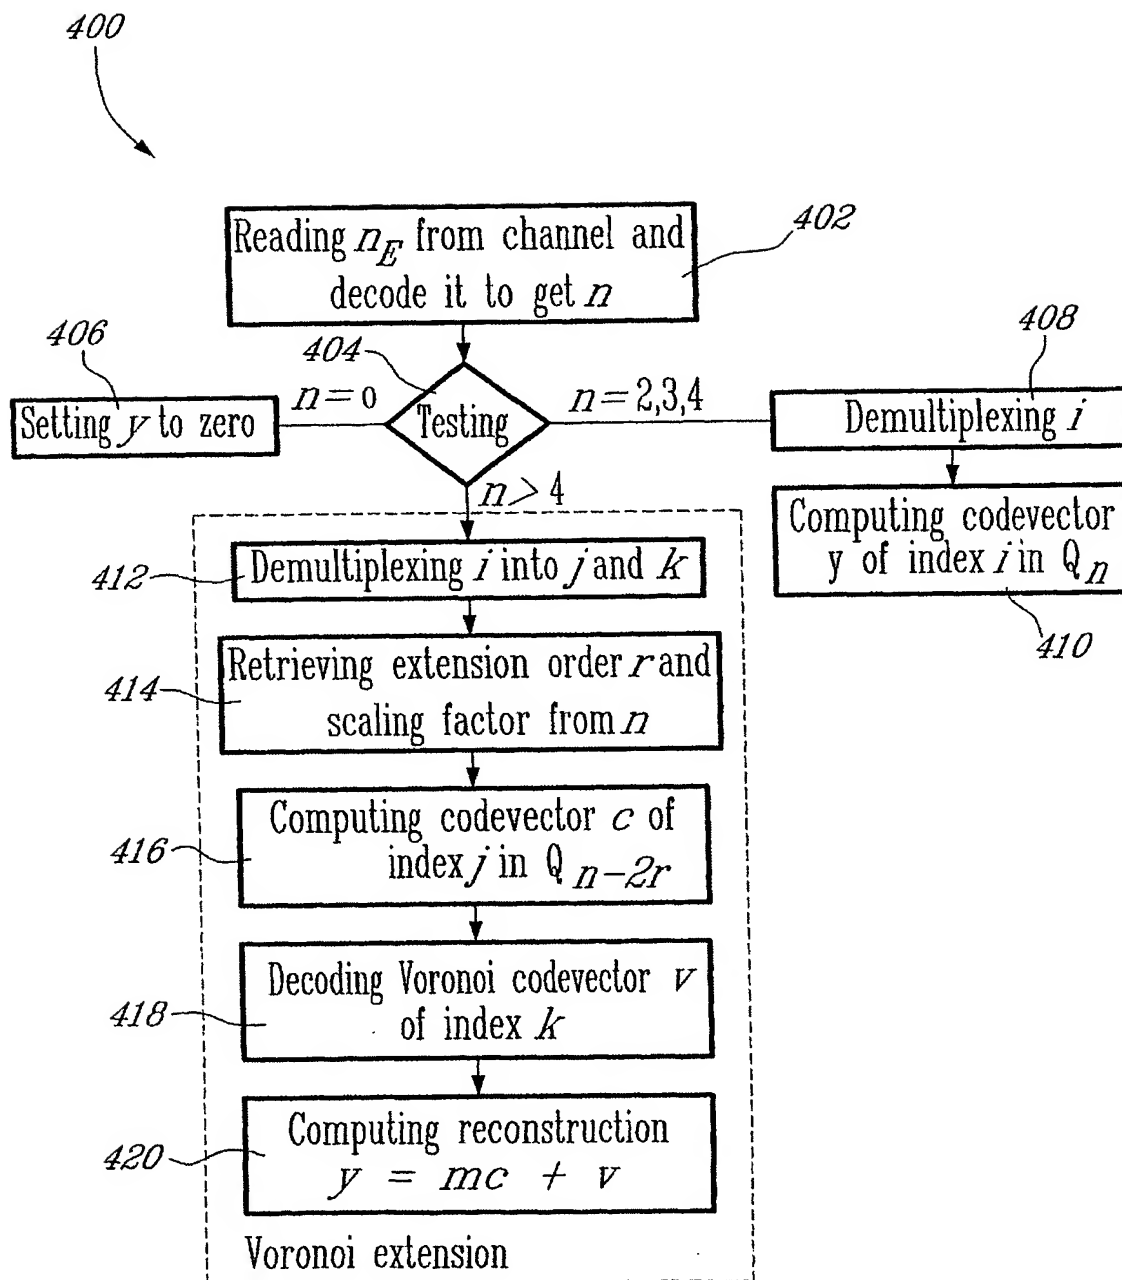 400
Reading n_E from channel and
decode it to get n
402
404
406
408
n=0
Testing
n=2,3,4
Setting y to zero
Demultiplexing i
n>4
Computing codevector
y of index i in Q_n
410
412
Demultiplexing i into j and k
414
Retrieving extension order r and
scaling factor from n
416
Computing codevector c of
index j in Q_n-2r
418
Decoding Voronoi codevector v
of index k
420
Computing reconstruction
y = mc + v
Voronoi extension